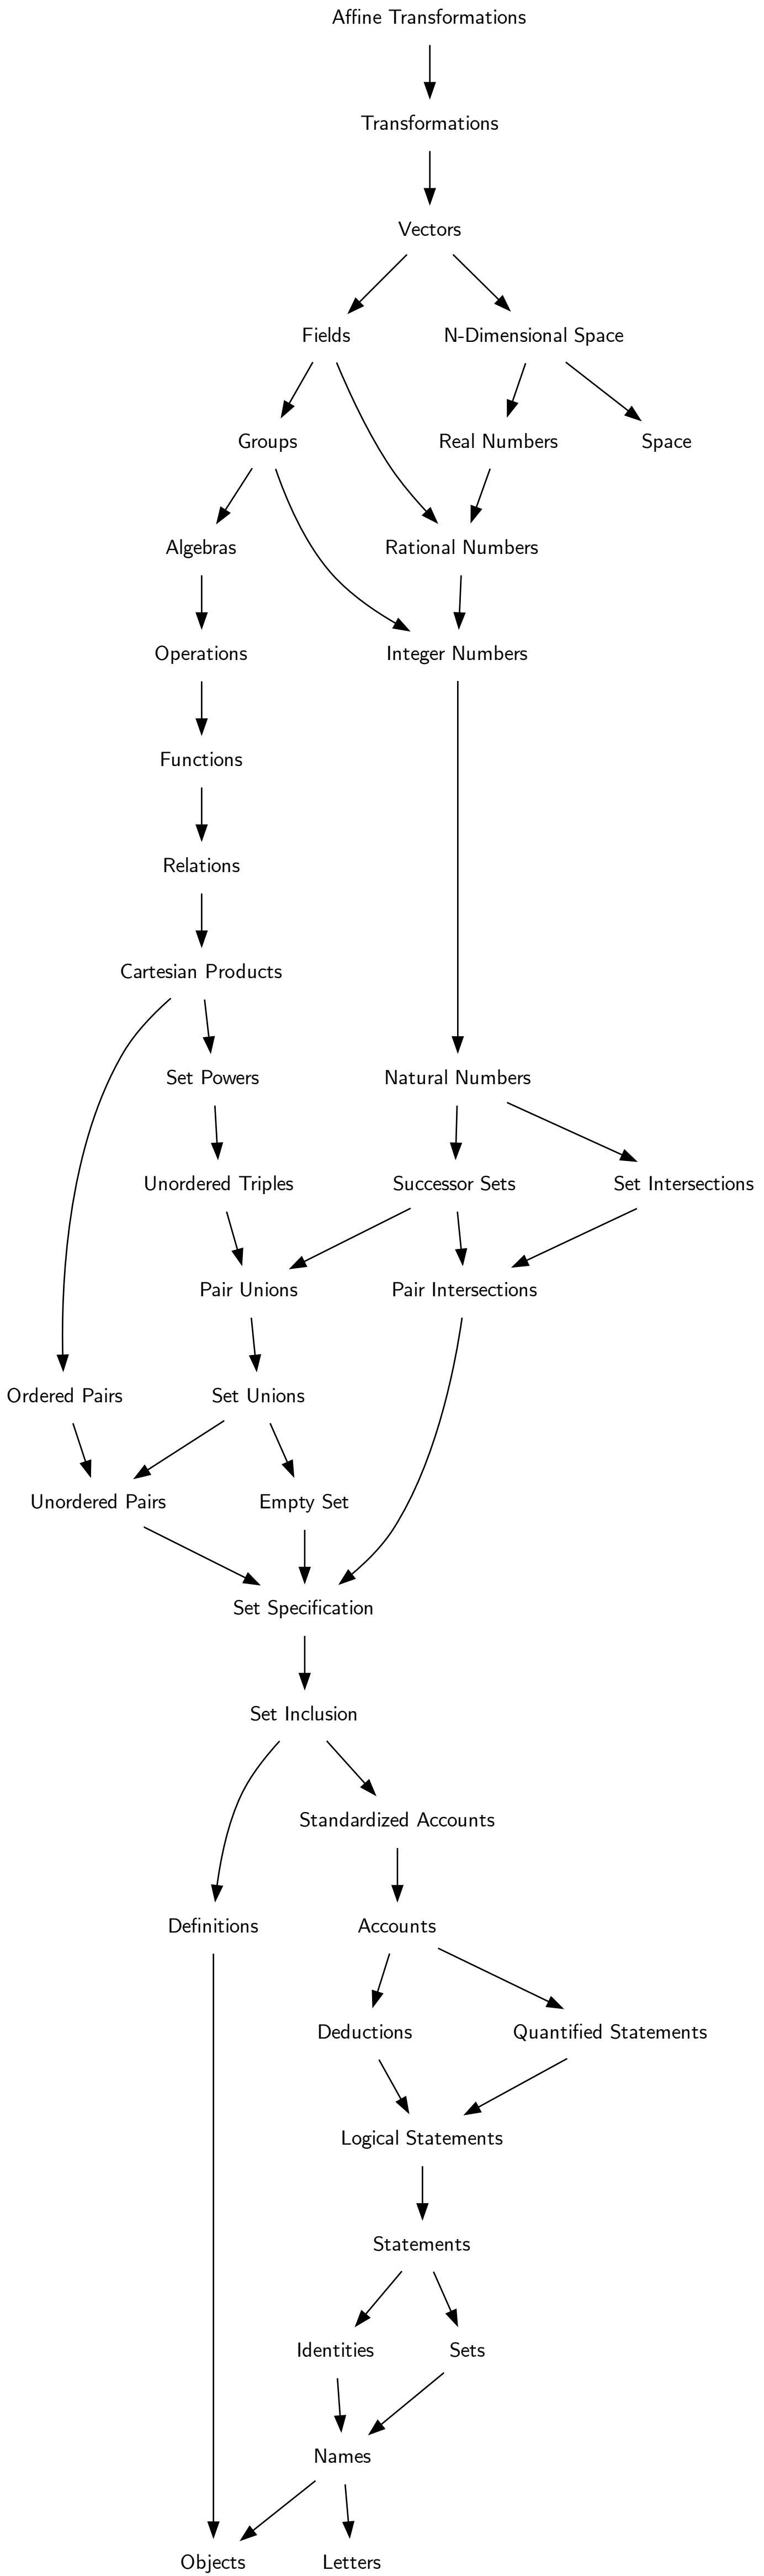 Affine Transformations
Transformations
Vectors
Fields
N-Dimensional Space
Groups
Real Numbers
Space
Algebras
Rational Numbers
Operations
Integer Numbers
Functions
Relations
Cartesian Products
Set Powers
Natural Numbers
Unordered Triples
Successor Sets
Set Intersections
Pair Unions
Pair Intersections
Ordered Pairs
Set Unions
Unordered Pairs
Empty Set
Set Specification
Set Inclusion
Standardized Accounts
Definitions
Accounts
Deductions
Quantified Statements
Logical Statements
Statements
Identities
Sets
Names
Objects
Letters